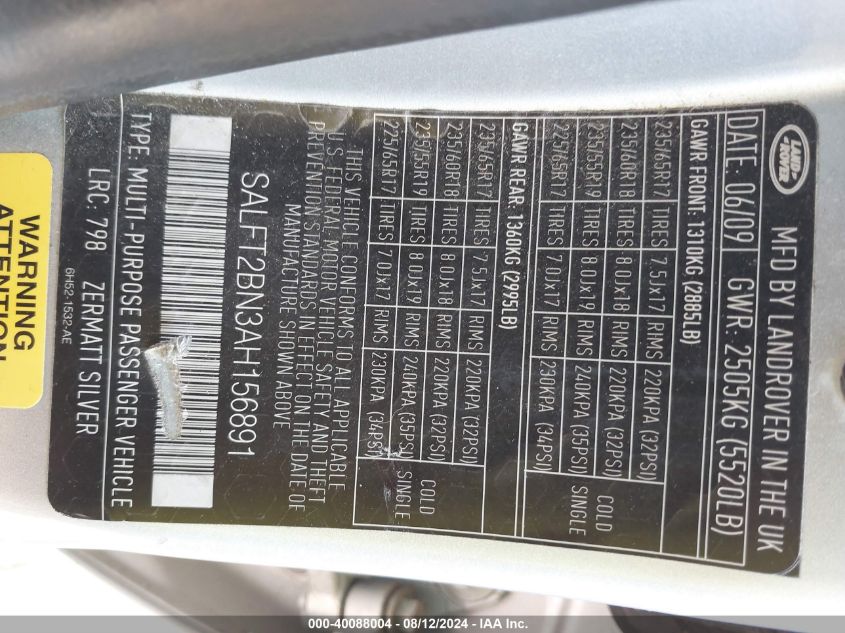 LAND-
ROVER
MFD BY LANDROVER IN THE UK
DATE: 06/09 GWR: 2505KG (5520LB)
GAWR FRONT: 1310KG (2885LB)
235/65R17 TIRES 7.5Jx17 RIMS 220KPA (32PSI)
235/60R18 TIRES 8.0Jx18 RIMS 220KPA (32PSI) COLD
235/55R19 TIRES 8.0Jx19 RIMS 240KPA (35PSI) SINGLE
225/65R17 TIRES 7.0Jx17 RIMS 230KPA (34PSI)
GAWR REAR: 1360KG (2995LB)
235/65R17 TIRES 7.5Jx17 RIMS 220KPA (32PSI)
235/60R18 TIRES 8.0Jx18 RIMS 220KPA (32PSI) COLD
235/55R19 TIRES 8.0Jx19 RIMS 240KPA (35PSI) SINGLE
225/65R17 TIRES 7.0Jx17 RIMS 230KPA (34PSI)
THIS VEHICLE CONFORMS TO ALL APPLICABLE
U.S. FEDERAL MOTOR VEHICLE SAFETY AND THEFT
PREVENTION STANDARDS IN EFFECT ON THE DATE OF
MANUFACTURE SHOWN ABOVE
SALFT2BN3AH156891
TYPE: MULTI-PURPOSE PASSENGER VEHICLE
LRC: 798 ZERMATT SILVER
6H52-1532-AE
WARNING
ATTENTION
000-40088004 - 08/12/2024 - IAA Inc.